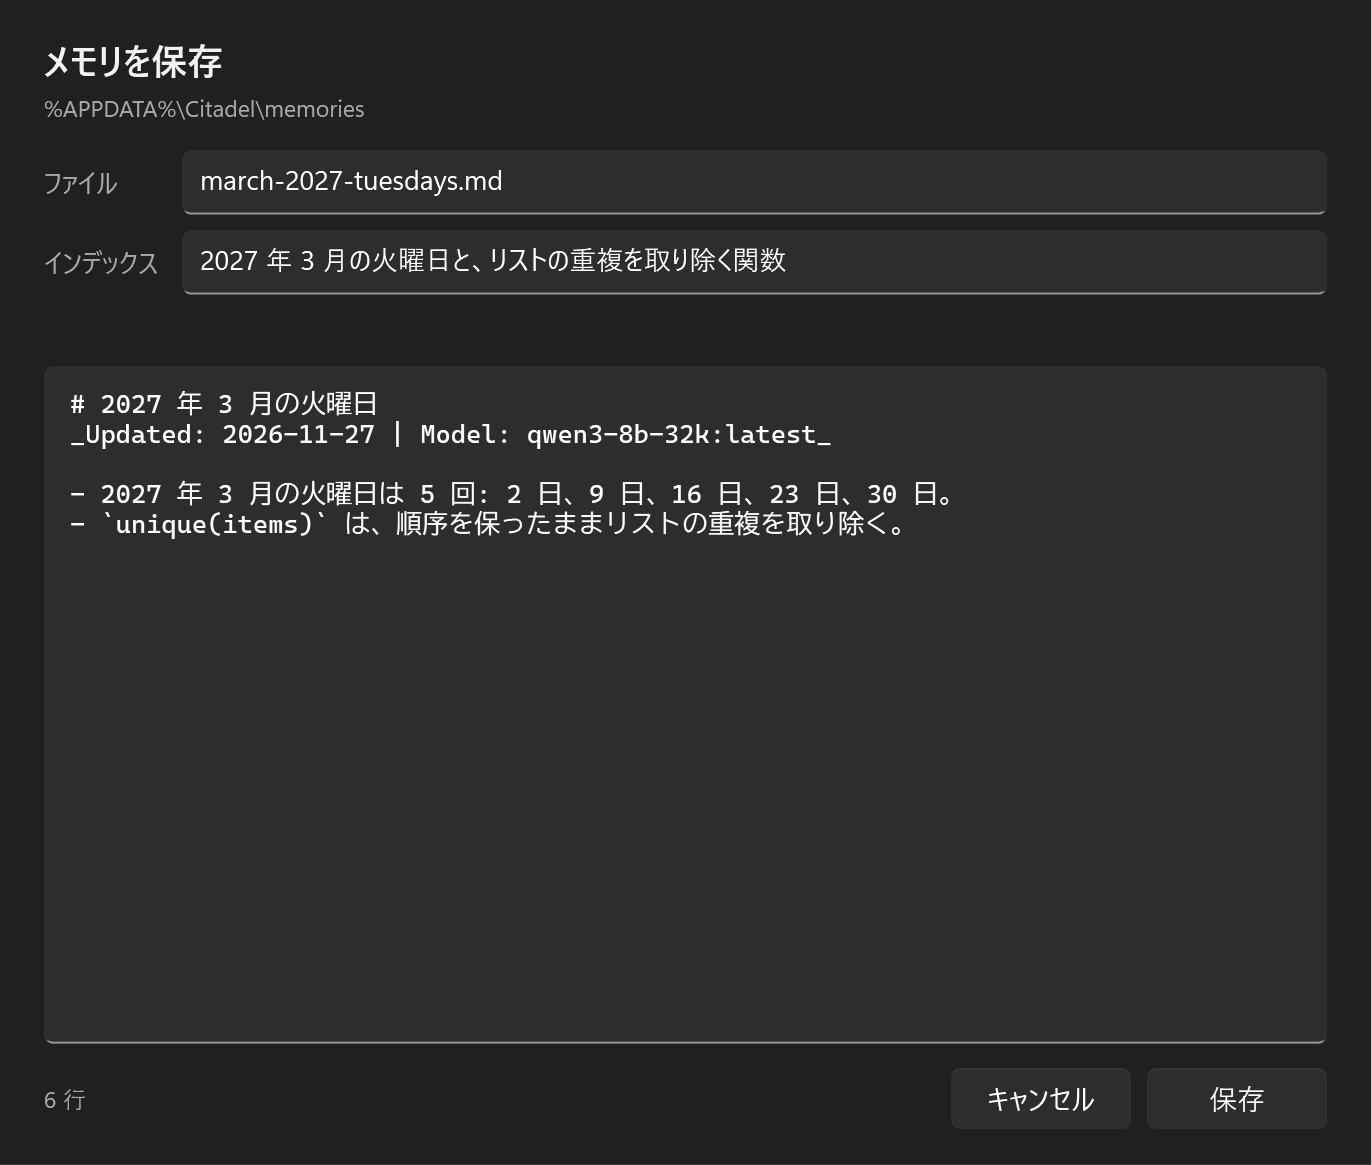 メモリを保存
%APPDATA%\Citadel\memories
ファイル
march-2027-tuesdays.md
インデックス
2027 年 3 月の火曜日と、リストの重複を取り除く関数
# 2027 年 3 月の火曜日
_Updated: 2026-11-27 | Model: qwen3-8b-32k:latest_
- 2027 年 3 月の火曜日は 5 回: 2 日、9 日、16 日、23 日、30 日。
- `unique(items)` は、順序を保ったままリストの重複を取り除く。
6 行
キャンセル
保存